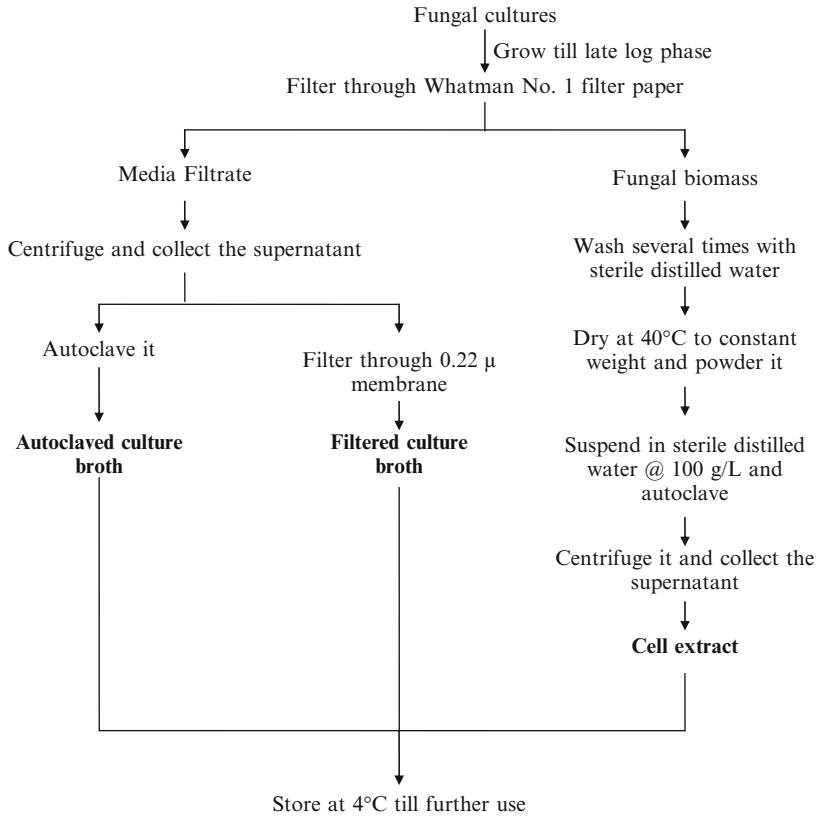 Fungal cultures
Grow till late log phase
Filter through Whatman No. 1 filter paper
Media Filtrate
Centrifuge and collect the supernatant
Autoclave it
Autoclaved culture
broth
Filter through 0.22 μ
membrane
Filtered culture
broth
Fungal biomass
Wash several times with
sterile distilled water
Dry at 40°C to constant
weight and powder it
Suspend in sterile distilled
water @ 100 g/L and
autoclave
Centrifuge it and collect the
supernatant
Cell extract
Store at 4°C till further use